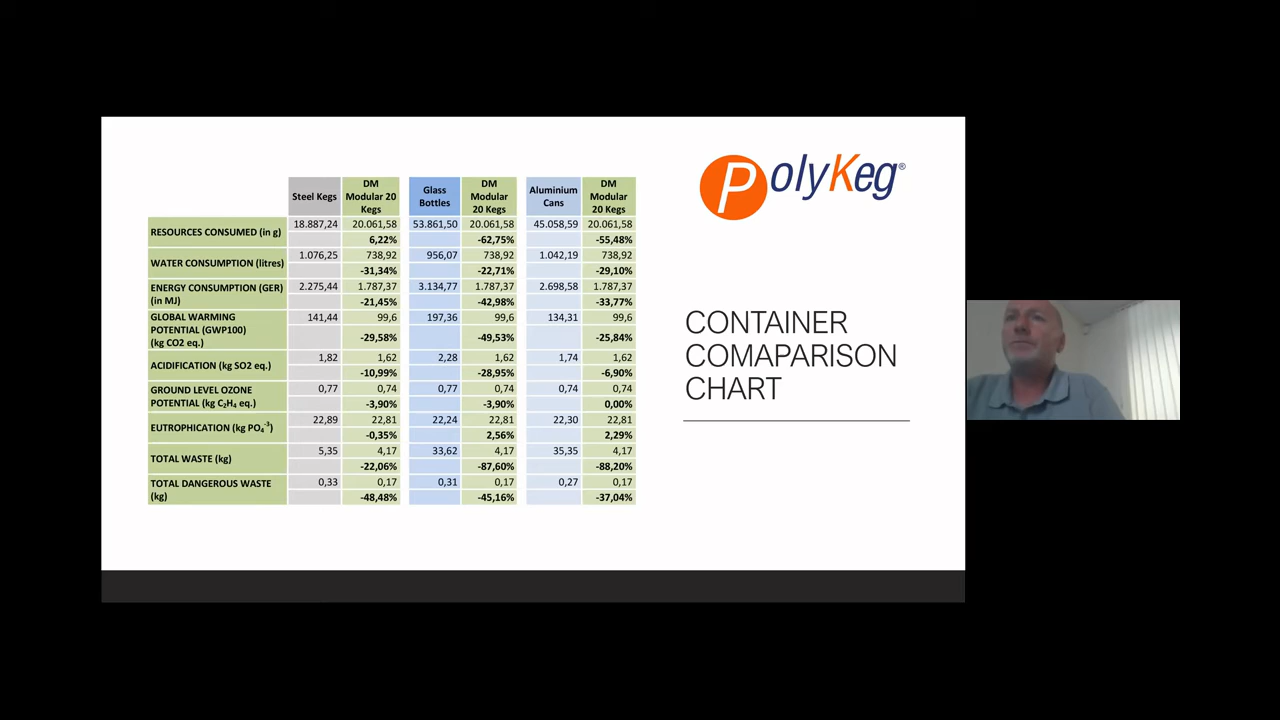 PolyKeg®
Steel Kegs DM Modular 20 Kegs Glass Bottles DM Modular 20 Kegs Aluminium Cans DM Modular 20 Kegs
RESOURCES CONSUMED (in g) 18.887,24 20.061,58 53.861,50 20.061,58 45.058,59 20.061,58
6,22% -62,75% -55,48%
WATER CONSUMPTION (litres) 1.076,25 738,92 956,07 738,92 1.042,19 738,92
-31,34% -22,71% -29,10%
ENERGY CONSUMPTION (GER) (in MJ) 2.275,44 1.787,37 3.134,77 1.787,37 2.698,58 1.787,37
-21,45% -42,98% -33,77%
GLOBAL WARMING POTENTIAL (GWP100) (kg CO2 eq.) 141,44 99,6 197,36 99,6 134,31 99,6
-29,58% -49,53% -25,84%
ACIDIFICATION (kg SO2 eq.) 1,82 1,62 2,28 1,62 1,74 1,62
-10,99% -28,95% -6,90%
GROUND LEVEL OZONE POTENTIAL (kg C₂H₄ eq.) 0,77 0,74 0,77 0,74 0,74 0,74
-3,90% -3,90% 0,00%
EUTROPHICATION (kg PO₄⁻³) 22,89 22,81 22,24 22,81 22,30 22,81
-0,35% 2,56% 2,29%
TOTAL WASTE (kg) 5,35 4,17 33,62 4,17 35,35 4,17
-22,06% -87,60% -88,20%
TOTAL DANGEROUS WASTE (kg) 0,33 0,17 0,31 0,17 0,27 0,17
-48,48% -45,16% -37,04%
CONTAINER
COMAPARISON
CHART